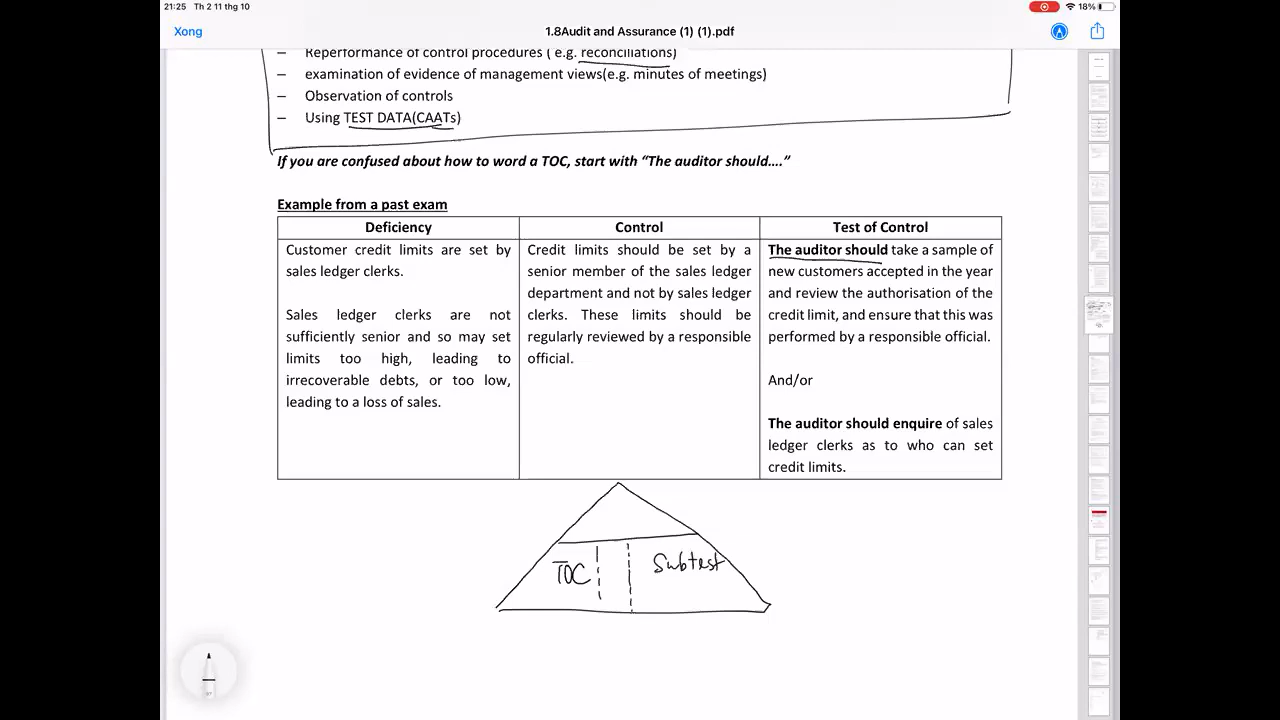 21:25 Th 2 11 thg 10
18%
Xong
1.8Audit and Assurance (1) (1).pdf
– Reperformance of control procedures ( e.g. reconciliations)
– examination of evidence of management views(e.g. minutes of meetings)
– Observation of controls
– Using TEST DATA(CAATs)
If you are confused about how to word a TOC, start with “The auditor should....”
Example from a past exam
Deficiency
Control
Test of Control
Customer credit limits are set by
sales ledger clerks.
Sales ledger clerks are not
sufficiently senior and so may set
limits too high, leading to
irrecoverable debts, or too low,
leading to a loss of sales.
Credit limits should be set by a
senior member of the sales ledger
department and not by sales ledger
clerks. These limits should be
regularly reviewed by a responsible
official.
The auditor should take a sample of
new customers accepted in the year
and review the authorisation of the
credit limit, and ensure that this was
performed by a responsible official.
And/or
The auditor should enquire of sales
ledger clerks as to who can set
credit limits.
TOC
Subtest